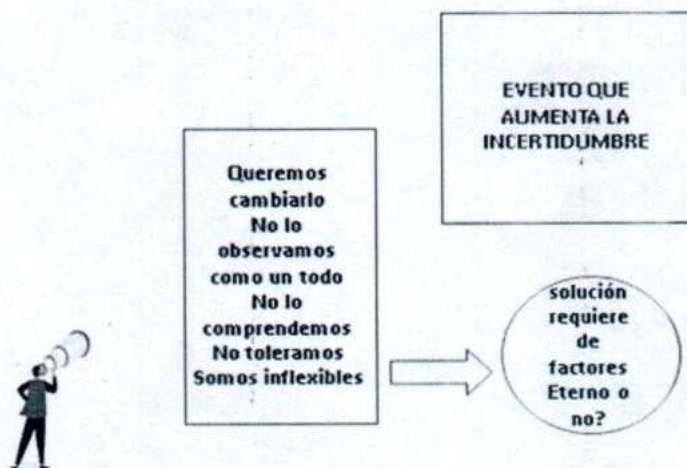 EVENTO QUE
AUMENTA LA
INCERTIDUMBRE
Queremos
cambiarlo
No lo
observamos
como un todo
No lo
comprendemos
No toleramos
Somos inflexibles
solución
requiere
de
factores
Eterno o
no?